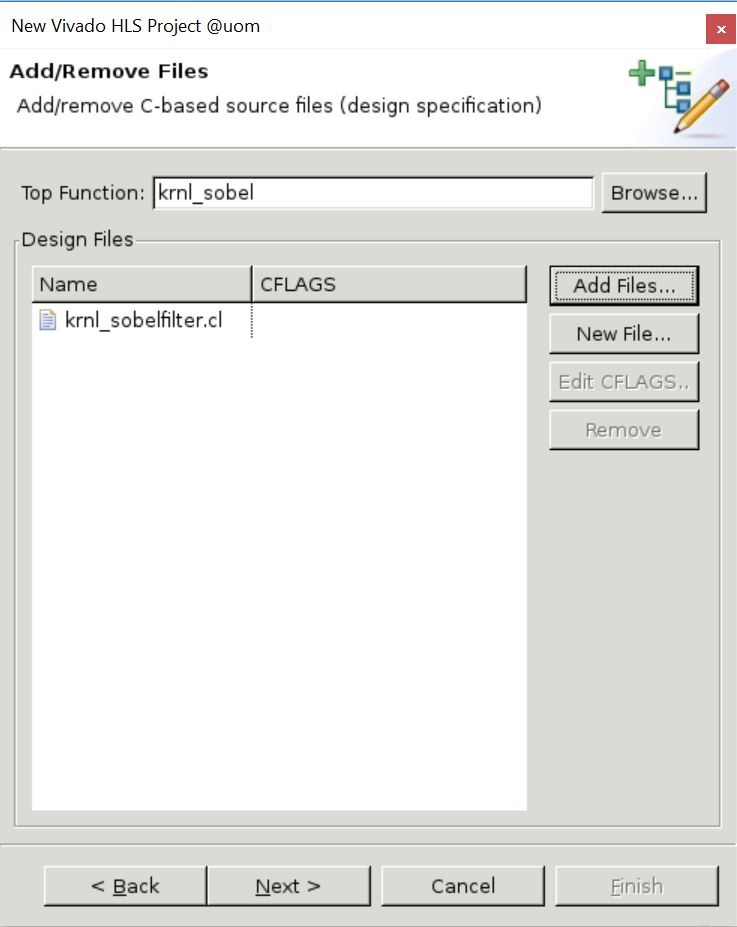 New Vivado HLS Project @uom
Add/Remove Files
Add/remove C-based source files (design specification)
Top Function: krnl_sobel Browse...
Design Files
Name CFLAGS Add Files...
krnl_sobelfilter.cl
New File...
Edit CFLAGS..
Remove
< Back Next > Cancel Finish